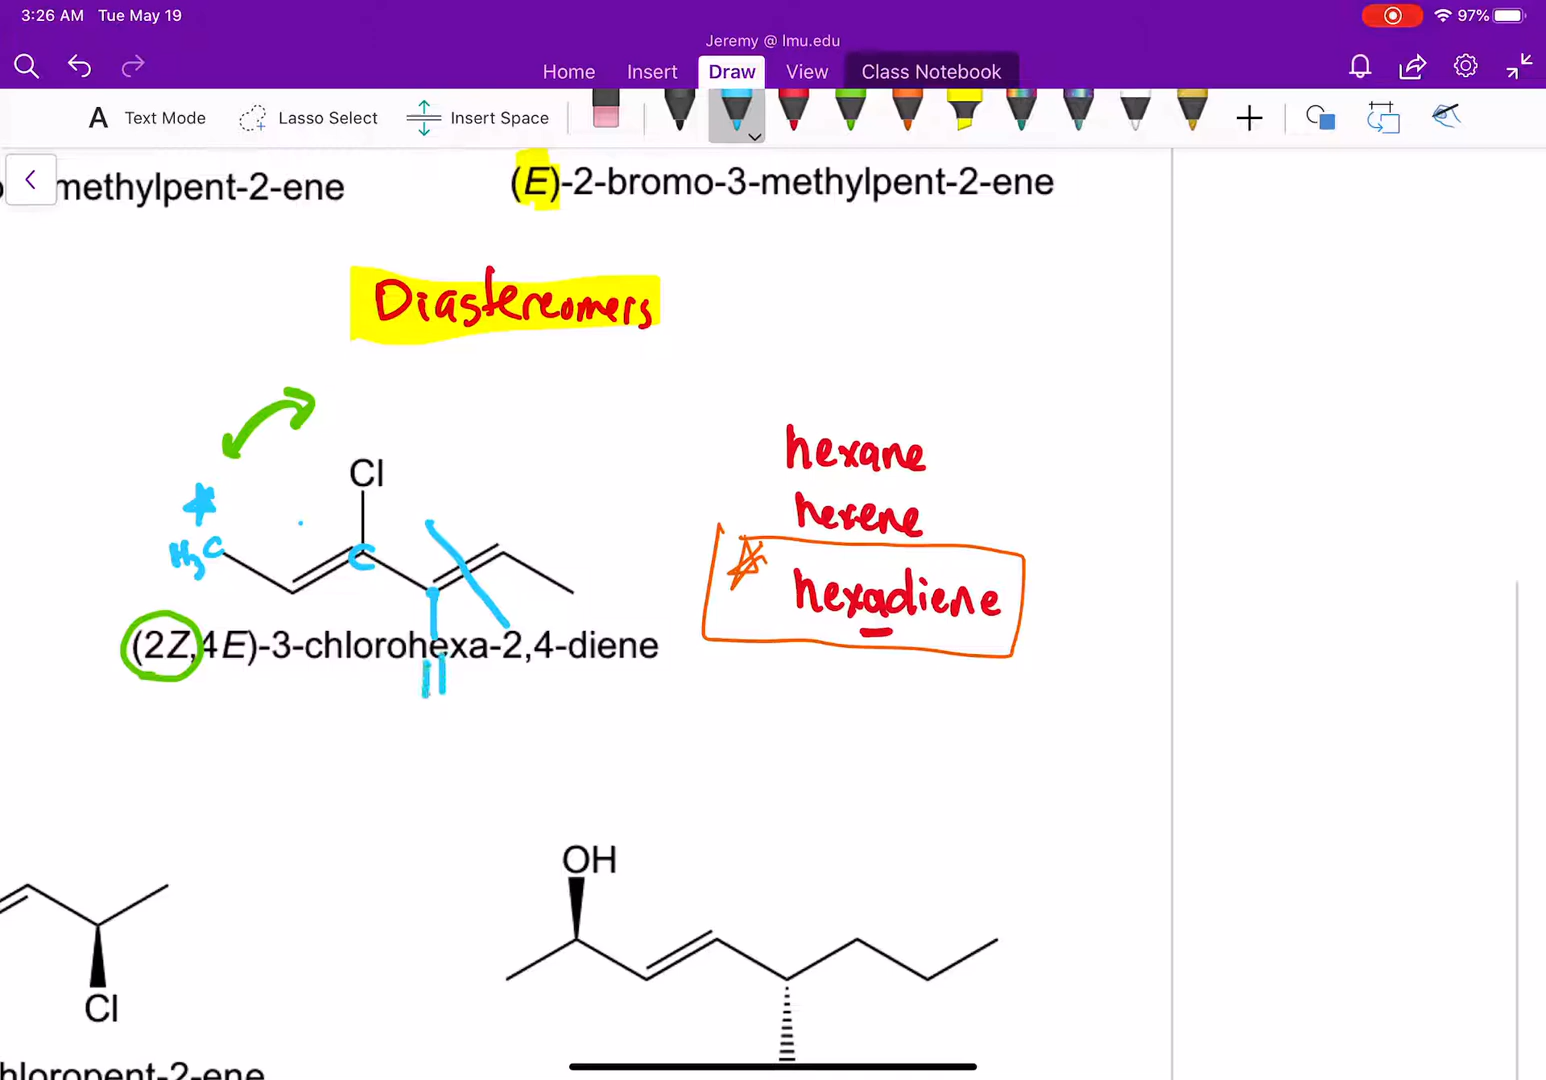 3:26 AM Tue May 19
97%
Jeremy @ lmu.edu
Home Insert Draw View Class Notebook
A Text Mode Lasso Select Insert Space
methylpent-2-ene
(E)-2-bromo-3-methylpent-2-ene
Diastereomers
Cl
H3C
C
hexane
hexene
hexadiene
(2Z,4E)-3-chlorohexa-2,4-diene
OH
Cl
hloropent-2-ene